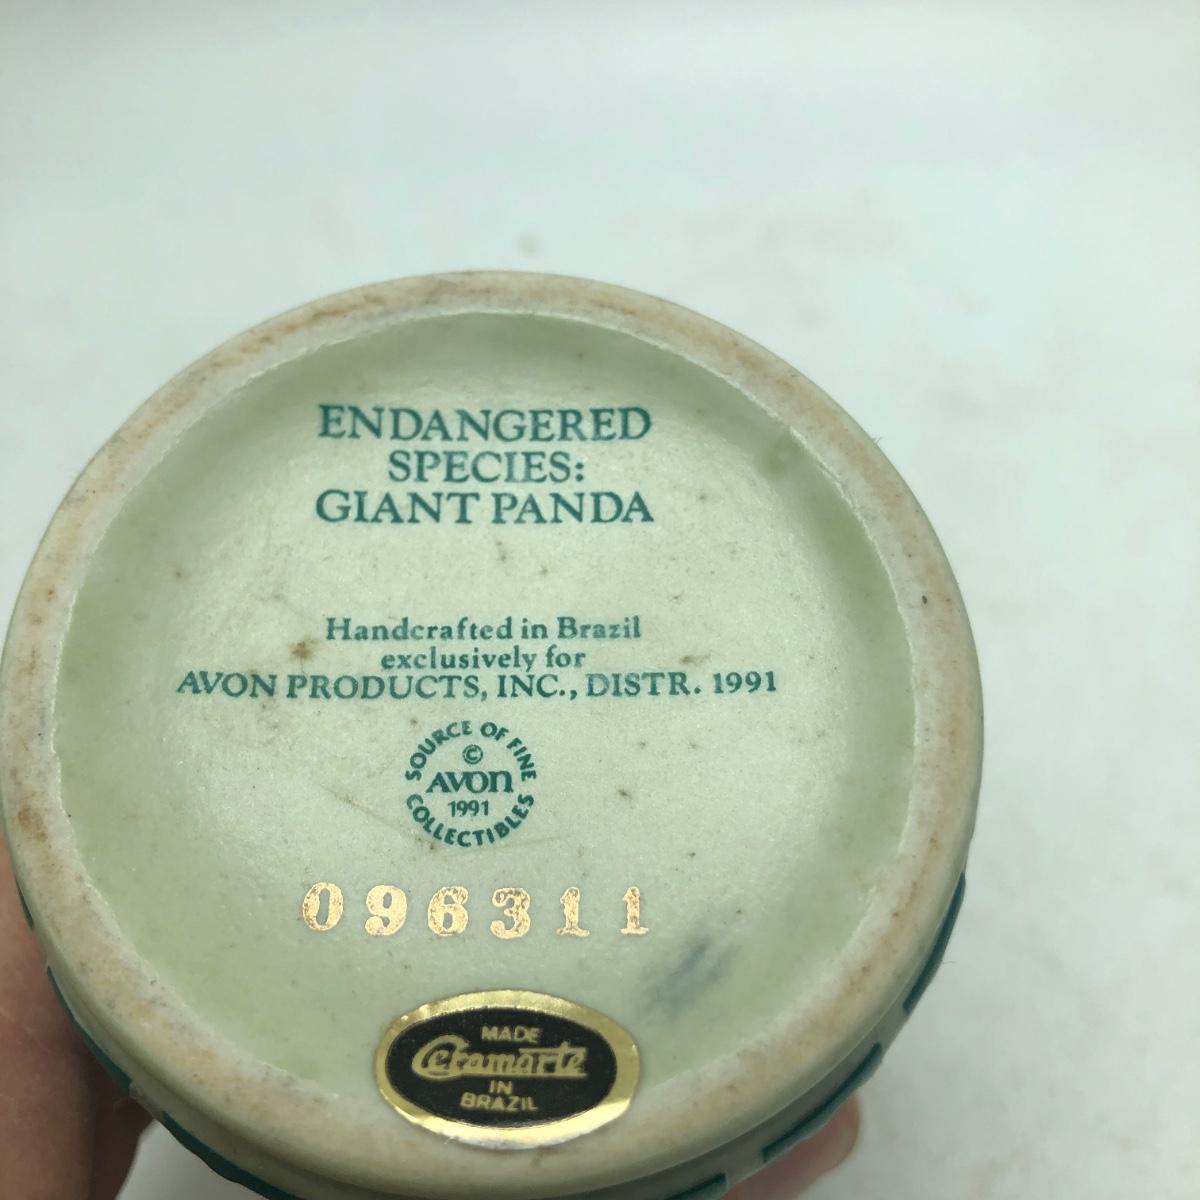 ENDANGERED
SPECIES:
GIANT PANDA
Handcrafted in Brazil
exclusively for
AVON PRODUCTS, INC., DISTR. 1991
SOURCE OF FINE
©
AVON
1991
COLLECTIBLES
096311
MADE
Ceramarte
IN
BRAZIL